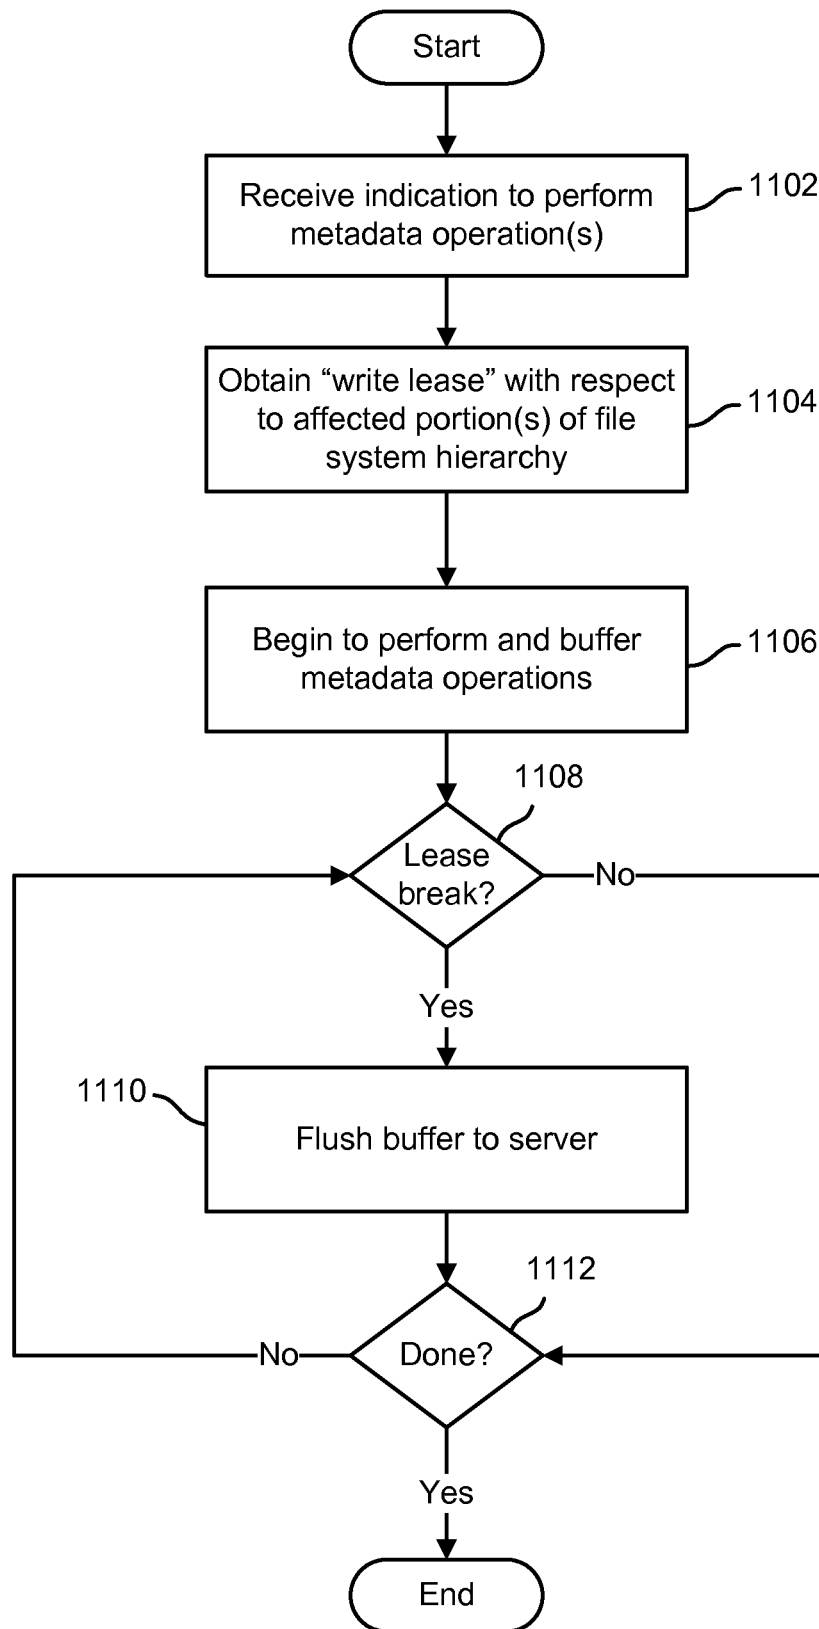 Start
Receive indication to perform
metadata operation(s)
1102
Obtain “write lease” with respect
to affected portion(s) of file
system hierarchy
1104
Begin to perform and buffer
metadata operations
1106
1108
Lease
break?
No
Yes
1110
Flush buffer to server
1112
Done?
No
Yes
End